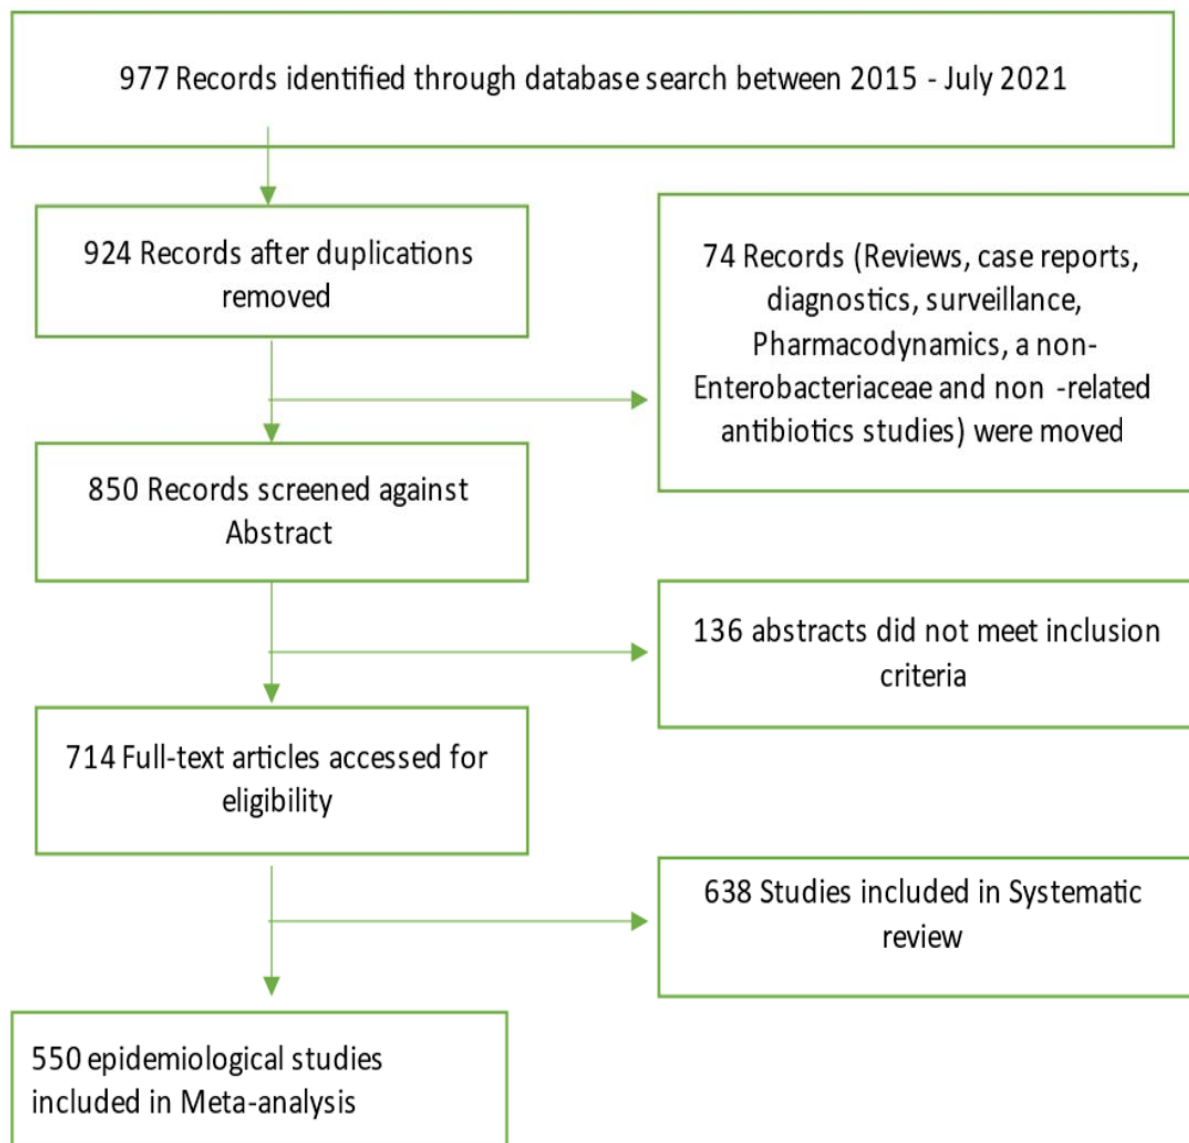 977 Records identified through database search between 2015 - July 2021
924 Records after duplications
removed
74 Records (Reviews, case reports,
diagnostics, surveillance,
Pharmacodynamics, a non-
Enterobacteriaceae and non -related
antibiotics studies) were moved
850 Records screened against
Abstract
136 abstracts did not meet inclusion
criteria
714 Full-text articles accessed for
eligibility
638 Studies included in Systematic
review
550 epidemiological studies
included in Meta-analysis